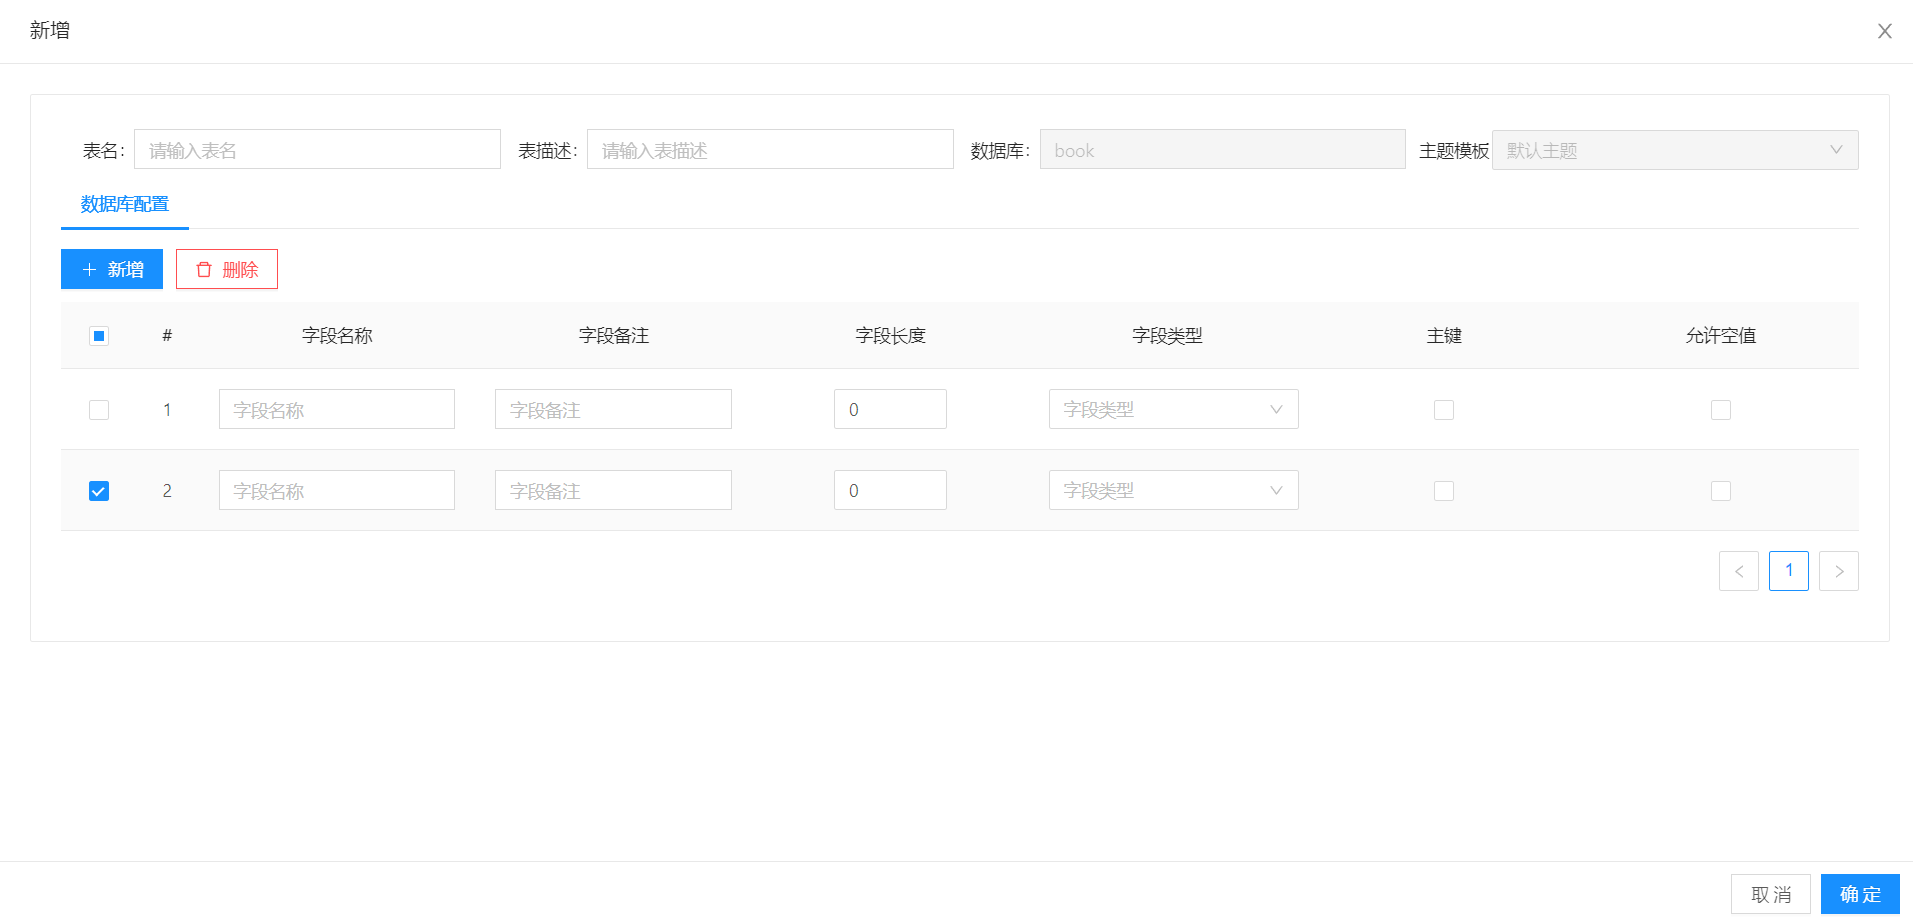 新增
表名： 请输入表名 表描述： 请输入表描述 数据库： book 主题模板 默认主题
数据库配置
新增 删除
# 字段名称 字段备注 字段长度 字段类型 主键 允许空值
1 字段名称 字段备注 0 字段类型
2 字段名称 字段备注 0 字段类型
< 1 >
取消 确定